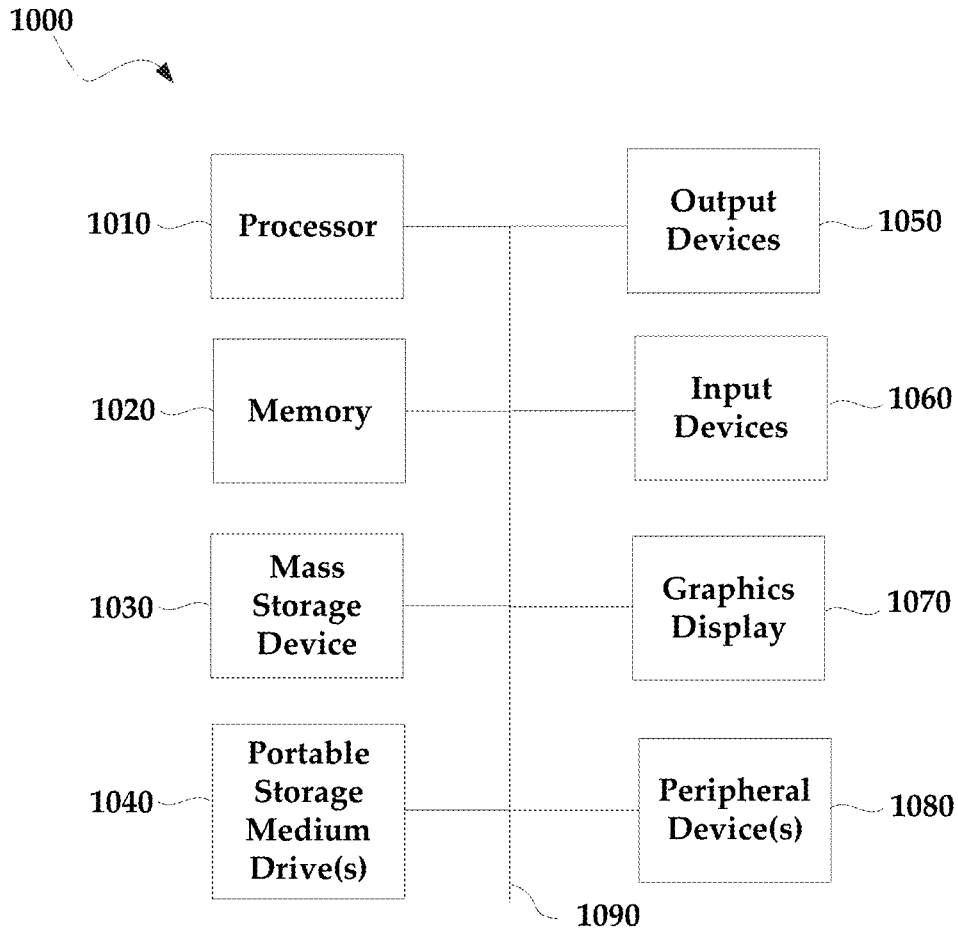 1000
1010
Processor
Output
Devices
1050
1020
Memory
Input
Devices
1060
1030
Mass
Storage
Device
Graphics
Display
1070
1040
Portable
Storage
Medium
Drive(s)
Peripheral
Device(s)
1080
1090